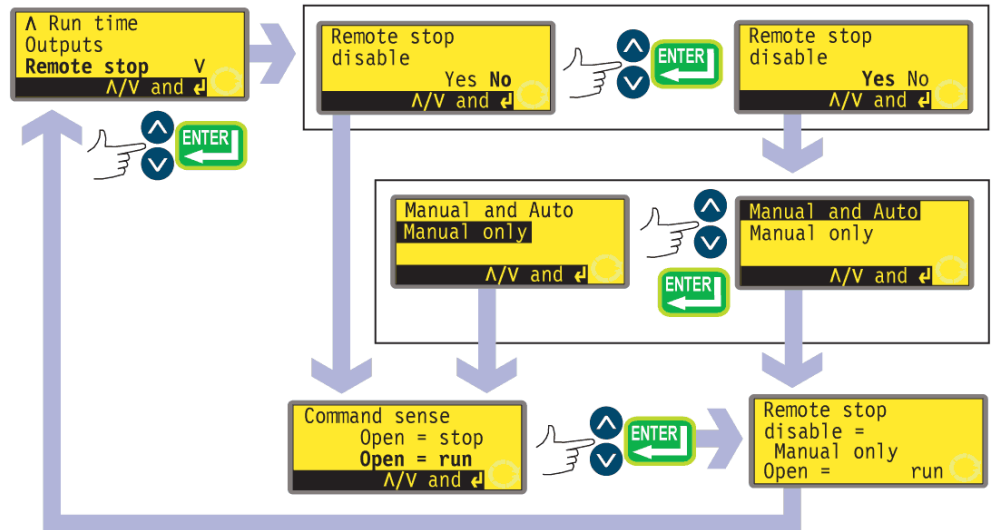 Λ Run time
Outputs
Remote stop V
Λ/V and ↲
ENTER
Remote stop
disable
Yes No
Λ/V and ↲
ENTER
Remote stop
disable
Yes No
Λ/V and ↲
Manual and Auto
Manual only
Λ/V and ↲
ENTER
Manual and Auto
Manual only
Λ/V and ↲
Command sense
Open = stop
Open = run
Λ/V and ↲
ENTER
Remote stop
disable =
Manual only
Open = run